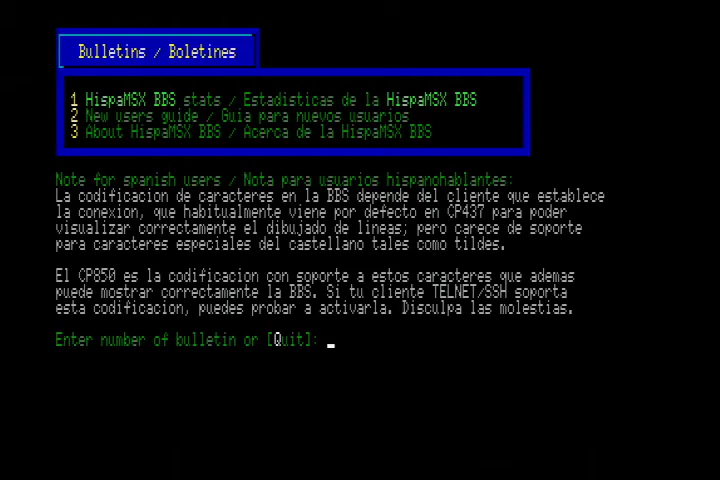 Bulletins / Boletines
1 HispaMSX BBS stats / Estadisticas de la HispaMSX BBS
2 New users guide / Guia para nuevos usuarios
3 About HispaMSX BBS / Acerca de la HispaMSX BBS
Note for spanish users / Nota para usuarios hispanohablantes:
La codificacion de caracteres en la BBS depende del cliente que establece
la conexion, que habitualmente viene por defecto en CP437 para poder
visualizar correctamente el dibujado de lineas; pero carece de soporte
para caracteres especiales del castellano tales como tildes.
El CP850 es la codificacion con soporte a estos caracteres que ademas
puede mostrar correctamente la BBS. Si tu cliente TELNET/SSH soporta
esta codificacion, puedes probar a activarla. Disculpa las molestias.
Enter number of bulletin or [Quit]: _